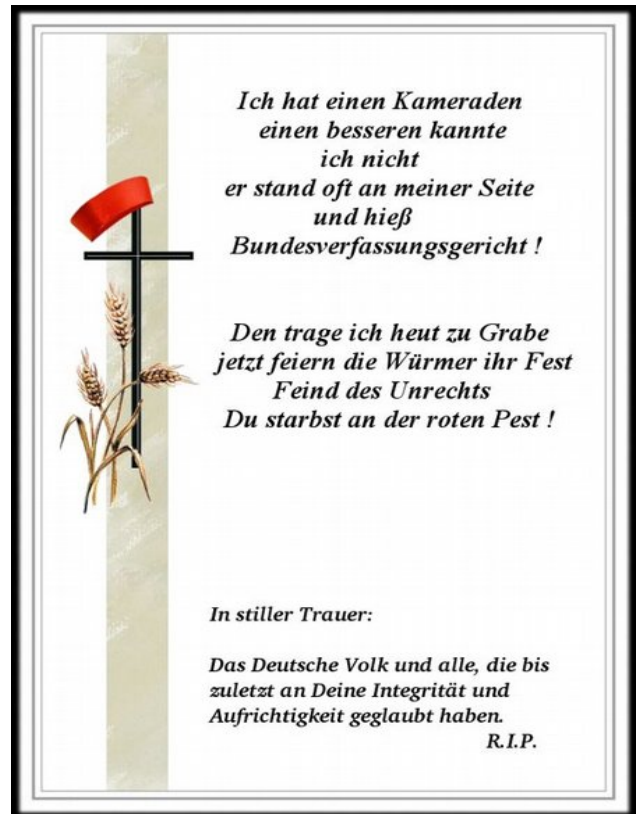 Ich hat einen Kameraden
einen besseren kannte
ich nicht
er stand oft an meiner Seite
und hieß
Bundesverfassungsgericht !
Den trage ich heut zu Grabe
jetzt feiern die Würmer ihr Fest
Feind des Unrechts
Du starbst an der roten Pest !
In stiller Trauer:
Das Deutsche Volk und alle, die bis
zuletzt an Deine Integrität und
Aufrichtigkeit geglaubt haben.
R.I.P.